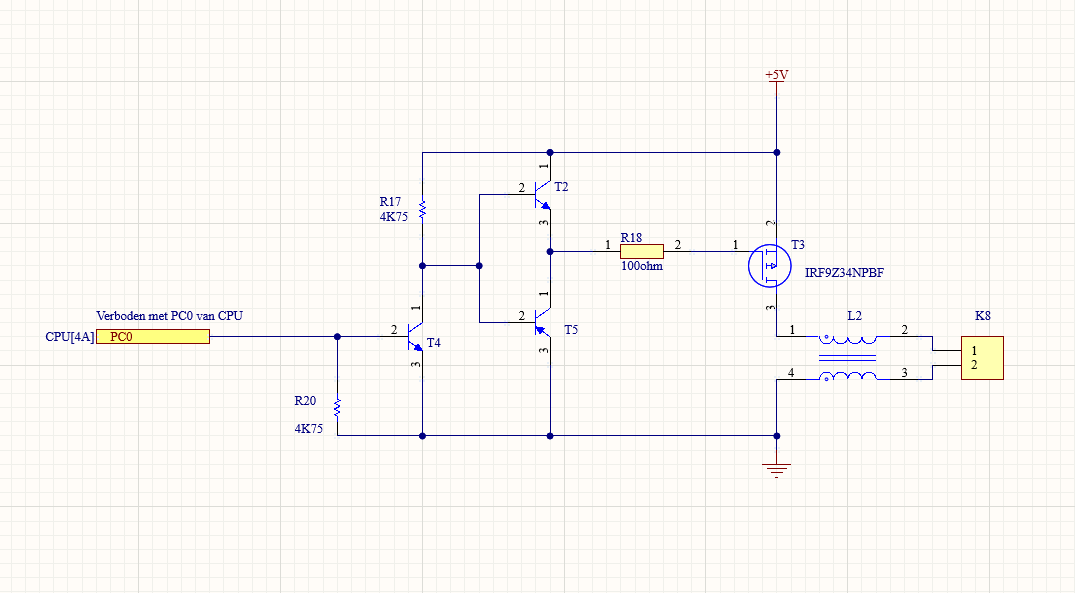 +5V
1
2
T2
R17
4K75
3
2
T3
R18
1
2
1
100ohm
IRF9Z34NPBF
1
1
3
Verboden met PC0 van CPU
L2
K8
CPU[4A]
PC0
2
T4
2
T5
1
2
1
2
3
3
4
3
R20
4K75